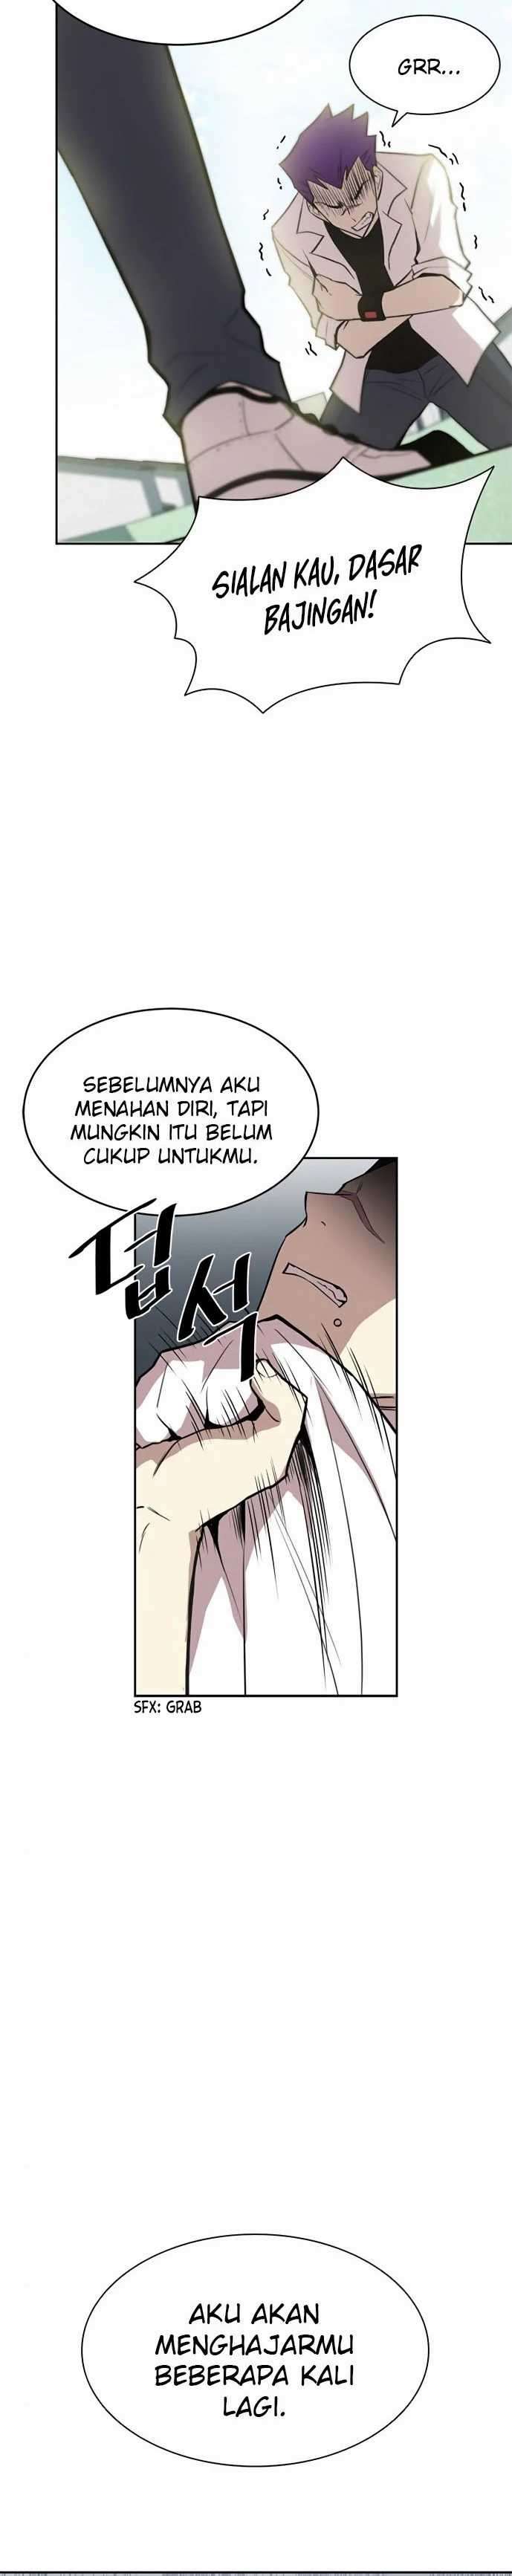 GRR...
SIALAN KAU, DASAR
BAJINGAN!
SEBELUMNYA AKU
MENAHAN DIRI, TAPI
MUNGKIN ITU BELUM
CUKUP UNTUKMU.
덥석
SFX: GRAB
AKU AKAN
MENGHAJARMU
BEBERAPA KALI
LAGI.